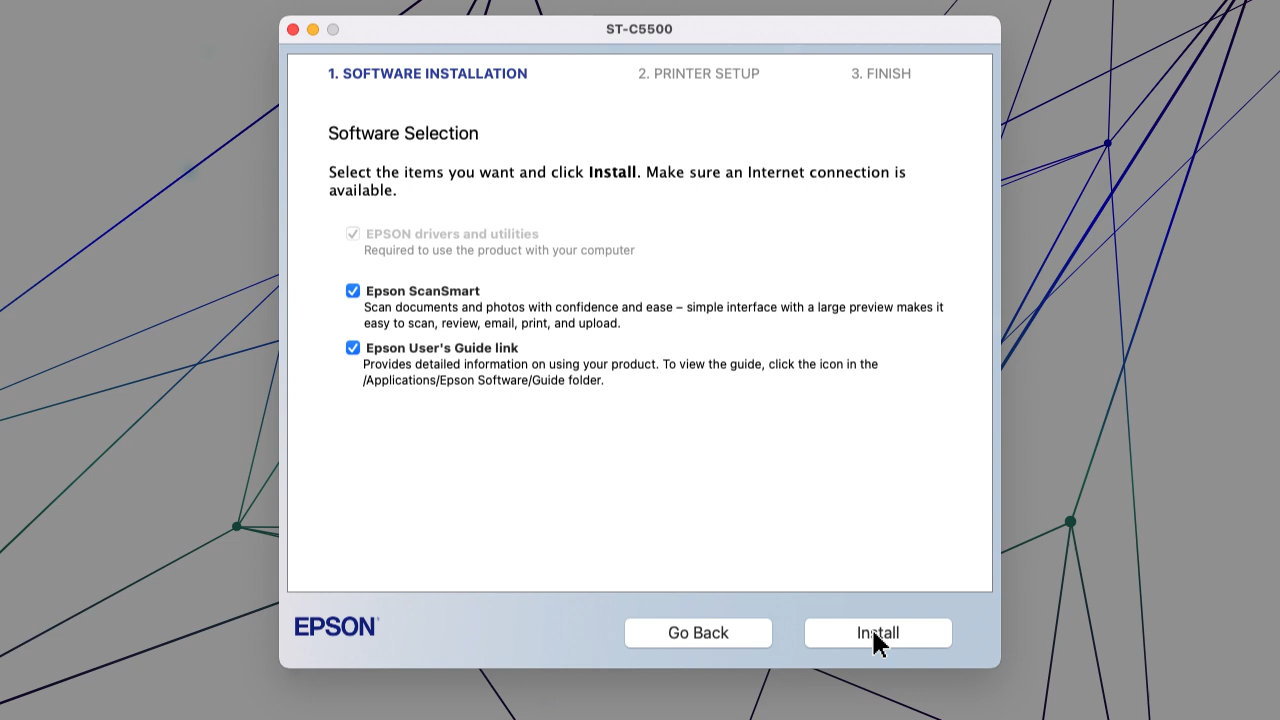 ST-C5500
1. SOFTWARE INSTALLATION
2. PRINTER SETUP
3. FINISH
Software Selection
Select the items you want and click Install. Make sure an Internet connection is
available.
EPSON drivers and utilities
Required to use the product with your computer
Epson ScanSmart
Scan documents and photos with confidence and ease – simple interface with a large preview makes it
easy to scan, review, email, print, and upload.
Epson User's Guide link
Provides detailed information on using your product. To view the guide, click the icon in the
/Applications/Epson Software/Guide folder.
EPSON
Go Back
Install